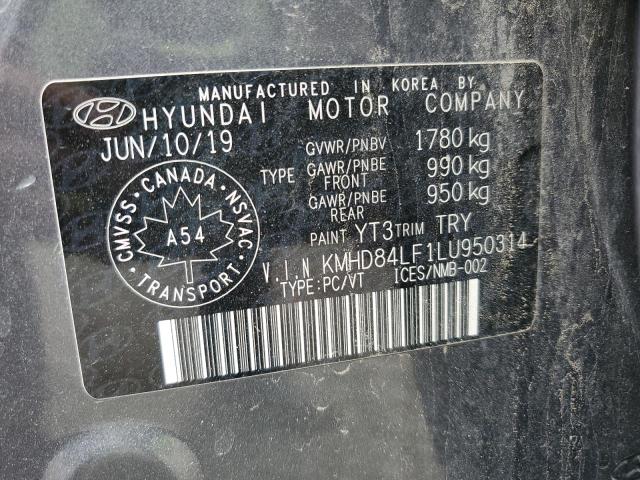 MANUFACTURED IN KOREA BY
HYUNDAI MOTOR COMPANY
JUN/10/19 GVWR/PNBV 1780 kg
TYPE GAWR/PNBE FRONT 990 kg
GAWR/PNBE REAR 950 kg
PAINT YT3 TRIM TRY
V.I.N KMHD84LF1LU950314
TYPE:PC/VT ICES/NMB-002
CMVSS · CANADA · NSVAC
A54
TRANSPORT